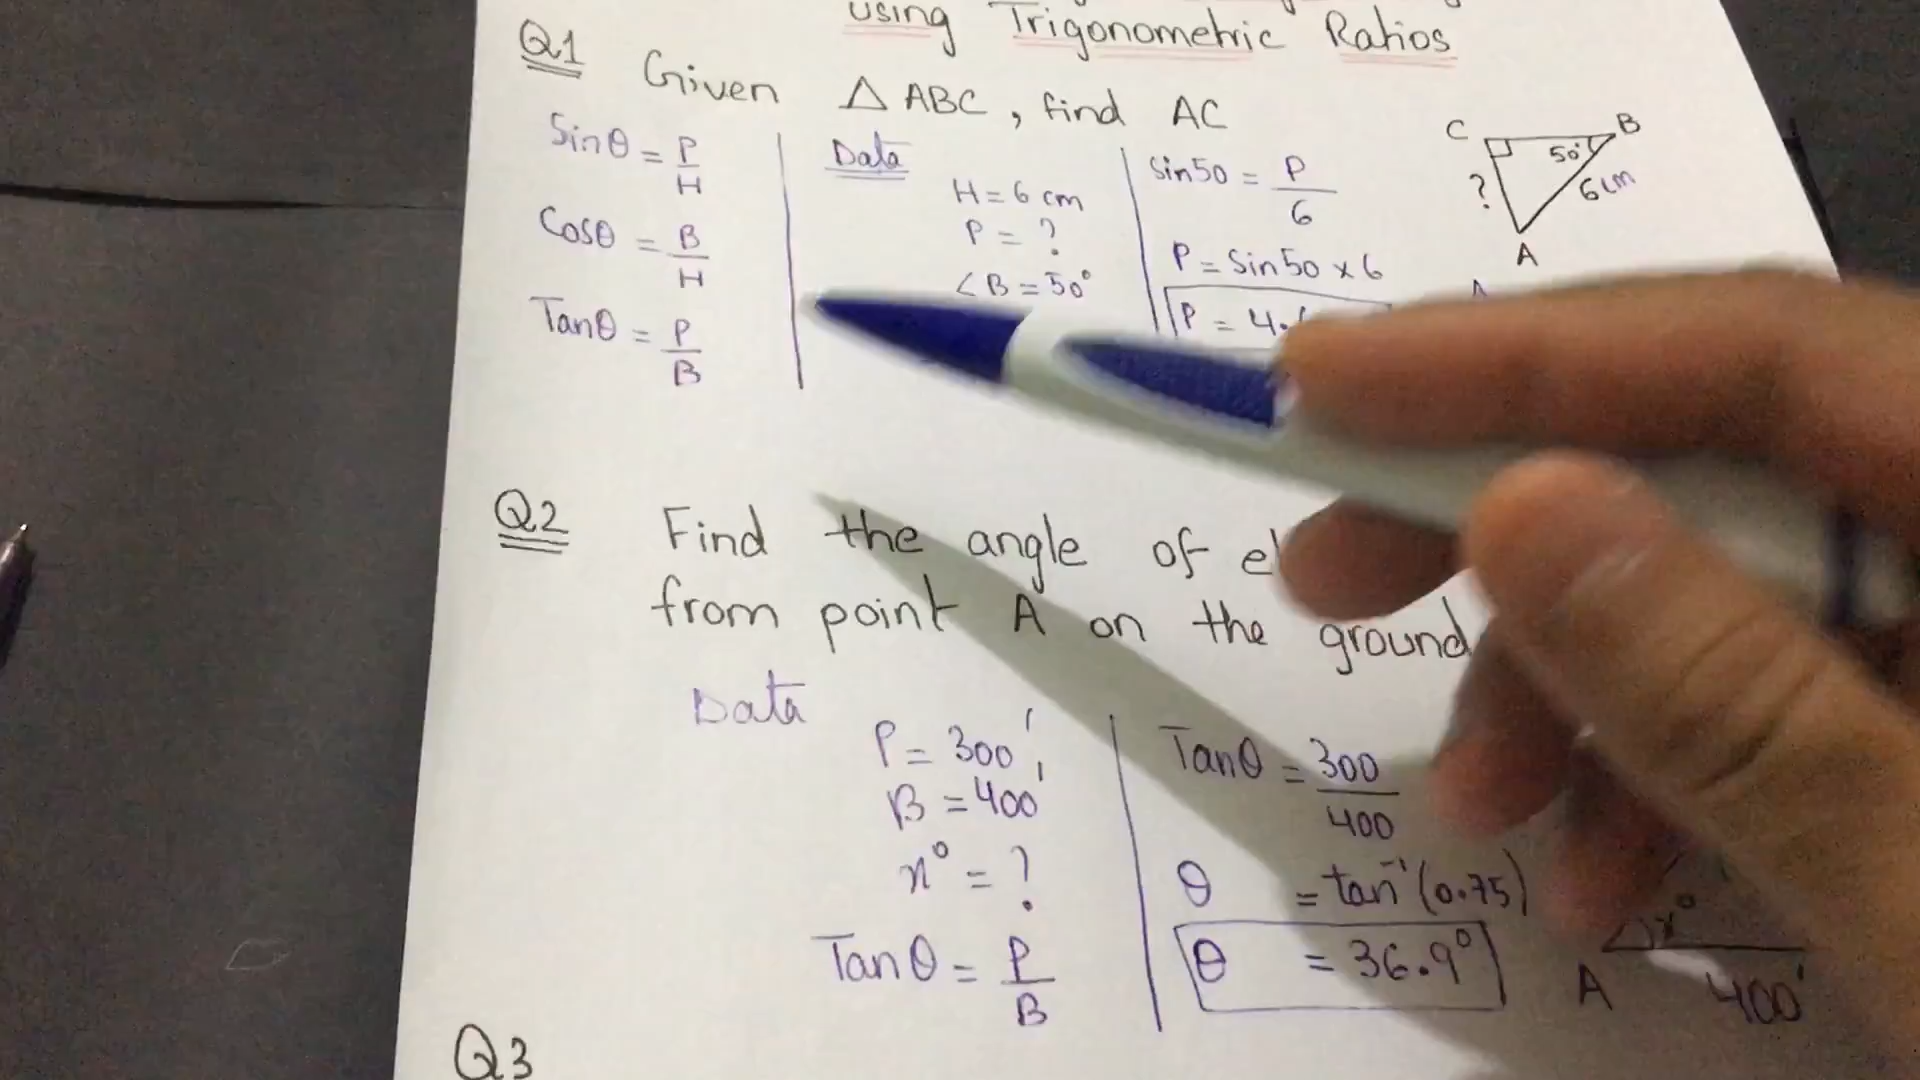 using Trigonometric Ratios
Q1 Given △ ABC, find AC
Sinθ = P/H
Cosθ = B/H
Tanθ = P/B
Data
H = 6 cm
P = ?
∠B = 50°
Sin50 = P/6
P = Sin50 × 6
P = 4.
C B
50°
? 6cm
A
Q2 Find the angle of
from point A on the ground
Data
P = 300'
B = 400'
x° = ?
Tanθ = P/B
Tanθ = 300/400
θ = tan⁻¹(0.75)
θ = 36.9°
x°
A 400'
Q3